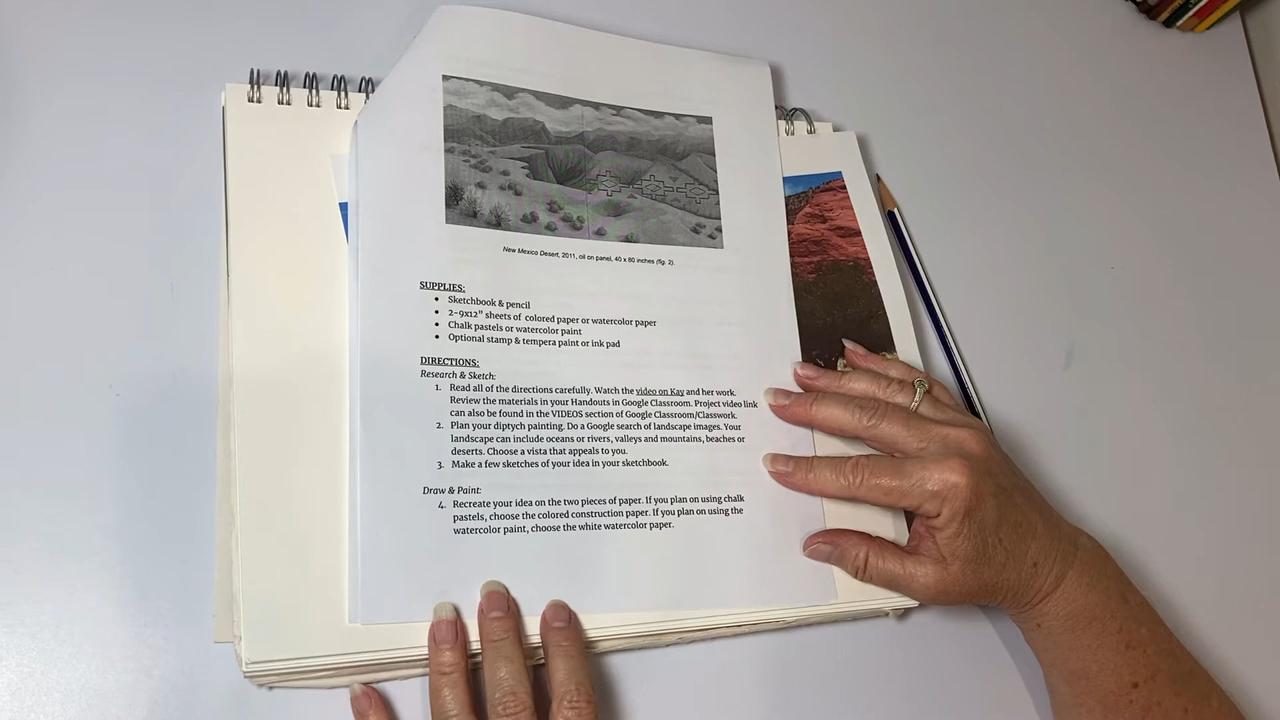 New Mexico Desert, 2011, oil on panel, 40 x 80 inches (fig. 2).
SUPPLIES:
• Sketchbook & pencil
• 2-9x12" sheets of colored paper or watercolor paper
• Chalk pastels or watercolor paint
• Optional stamp & tempera paint or ink pad
DIRECTIONS:
Research & Sketch:
1. Read all of the directions carefully. Watch the video on Kay and her work.
Review the materials in your Handouts in Google Classroom. Project video link
can also be found in the VIDEOS section of Google Classroom/Classwork.
2. Plan your diptych painting. Do a Google search of landscape images. Your
landscape can include oceans or rivers, valleys and mountains, beaches or
deserts. Choose a vista that appeals to you.
3. Make a few sketches of your idea in your sketchbook.
Draw & Paint:
4. Recreate your idea on the two pieces of paper. If you plan on using chalk
pastels, choose the colored construction paper. If you plan on using the
watercolor paint, choose the white watercolor paper.